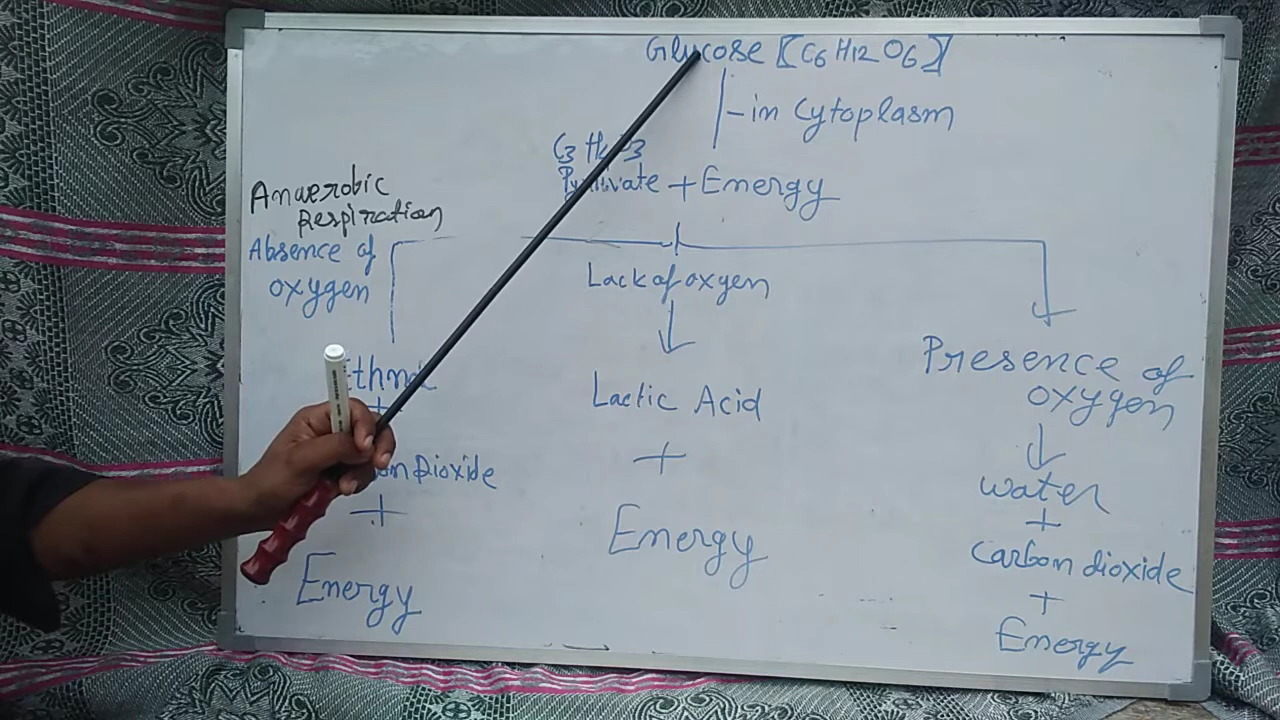 Glucose [C6 H12 O6]
-in Cytoplasm
+ Energy
Anaerobic
Respiration
Absence of
oxygen
Lack of oxygen
Lactic Acid
+
Energy
+
Dioxide
+
Energy
Presence of
oxygen
water
+
Carbon dioxide
+
Energy